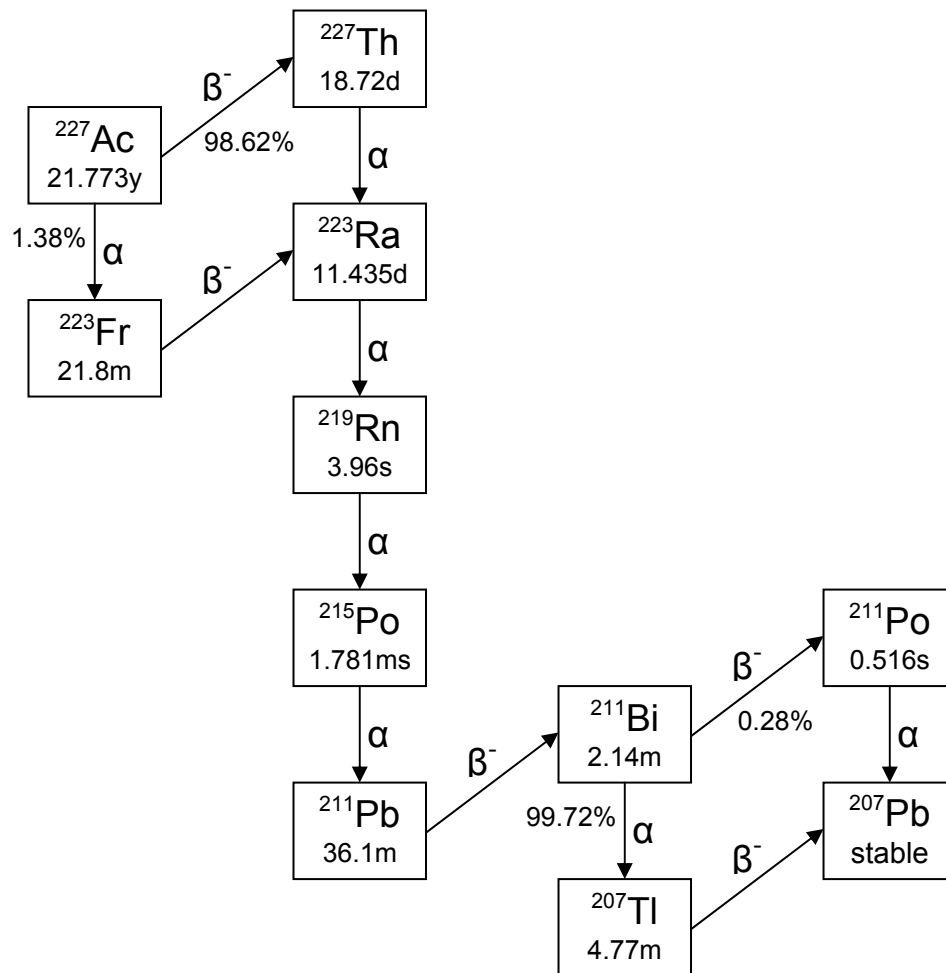 ²²⁷Th
18.72d
β⁻
98.62%
²²⁷Ac
21.773y
α
1.38%
α
²²³Ra
11.435d
β⁻
²²³Fr
21.8m
α
²¹⁹Rn
3.96s
α
²¹⁵Po
1.781ms
²¹¹Po
0.516s
β⁻
0.28%
²¹¹Bi
2.14m
α
β⁻
α
²¹¹Pb
36.1m
99.72%
α
²⁰⁷Pb
stable
β⁻
²⁰⁷Tl
4.77m